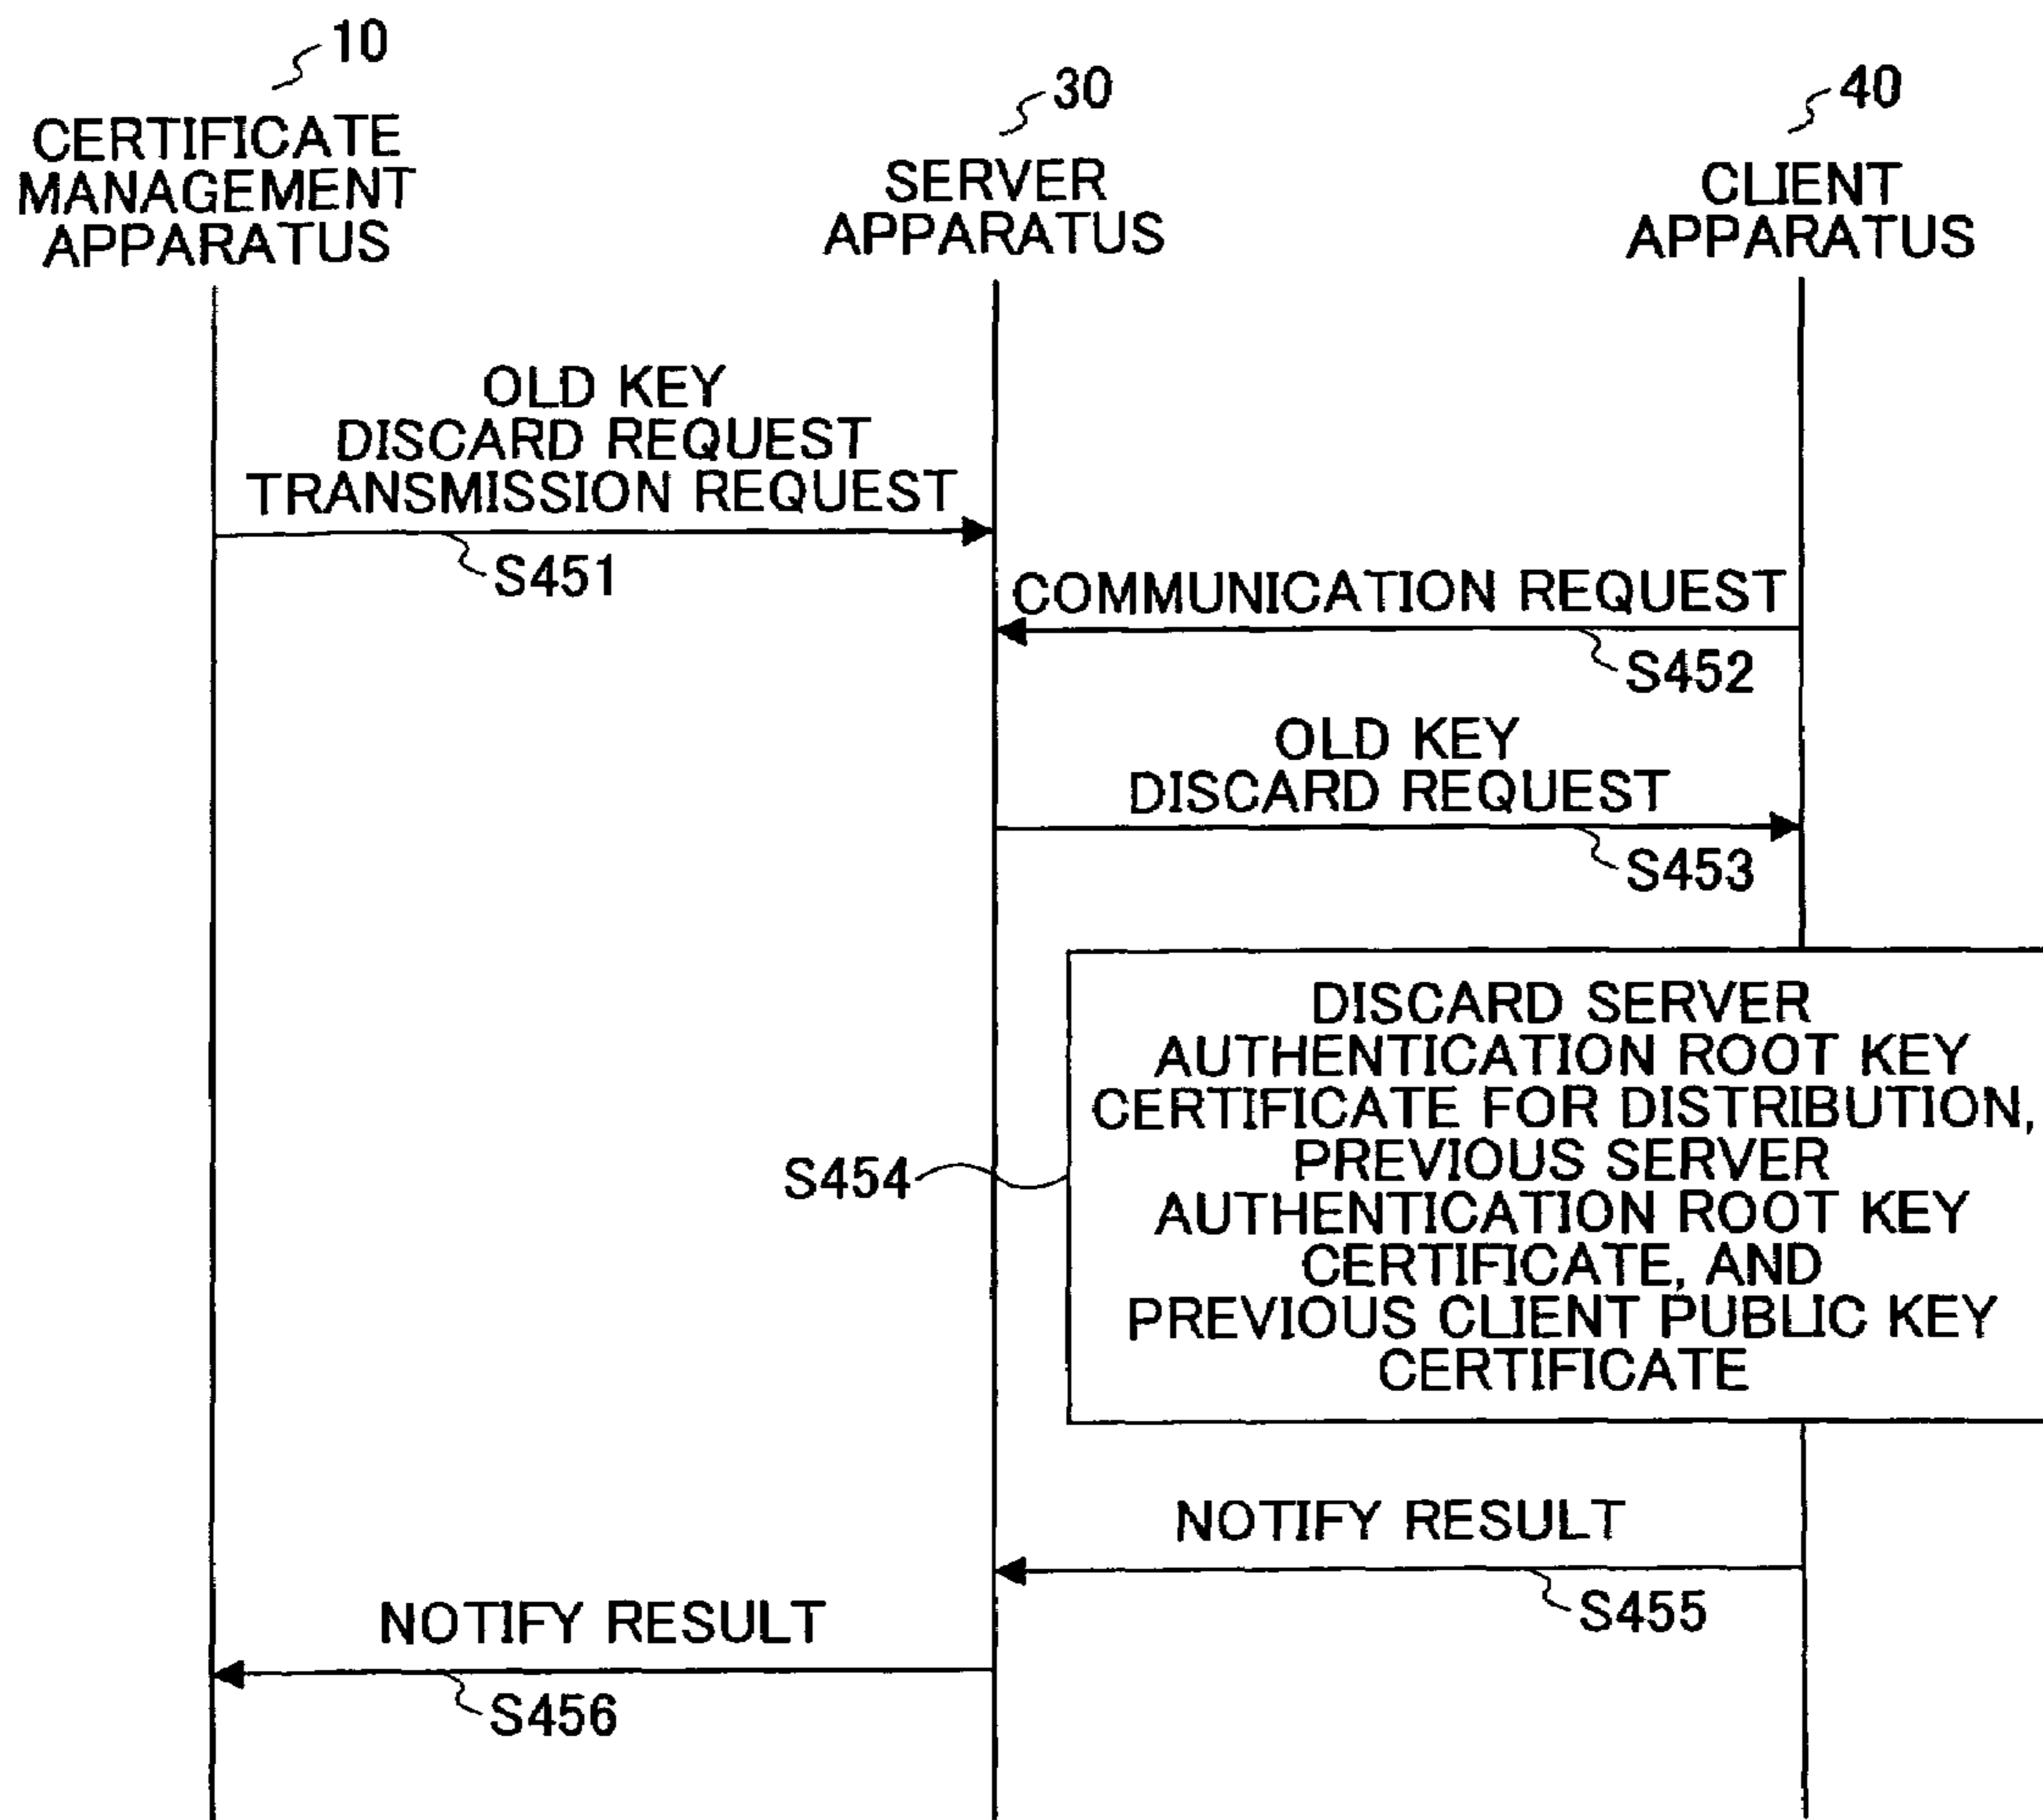 10
CERTIFICATE
MANAGEMENT
APPARATUS
30
SERVER
APPARATUS
40
CLIENT
APPARATUS
OLD KEY
DISCARD REQUEST
TRANSMISSION REQUEST
S451
COMMUNICATION REQUEST
S452
OLD KEY
DISCARD REQUEST
S453
DISCARD SERVER
AUTHENTICATION ROOT KEY
CERTIFICATE FOR DISTRIBUTION,
PREVIOUS SERVER
AUTHENTICATION ROOT KEY
CERTIFICATE, AND
PREVIOUS CLIENT PUBLIC KEY
CERTIFICATE
S454
NOTIFY RESULT
S455
NOTIFY RESULT
S456